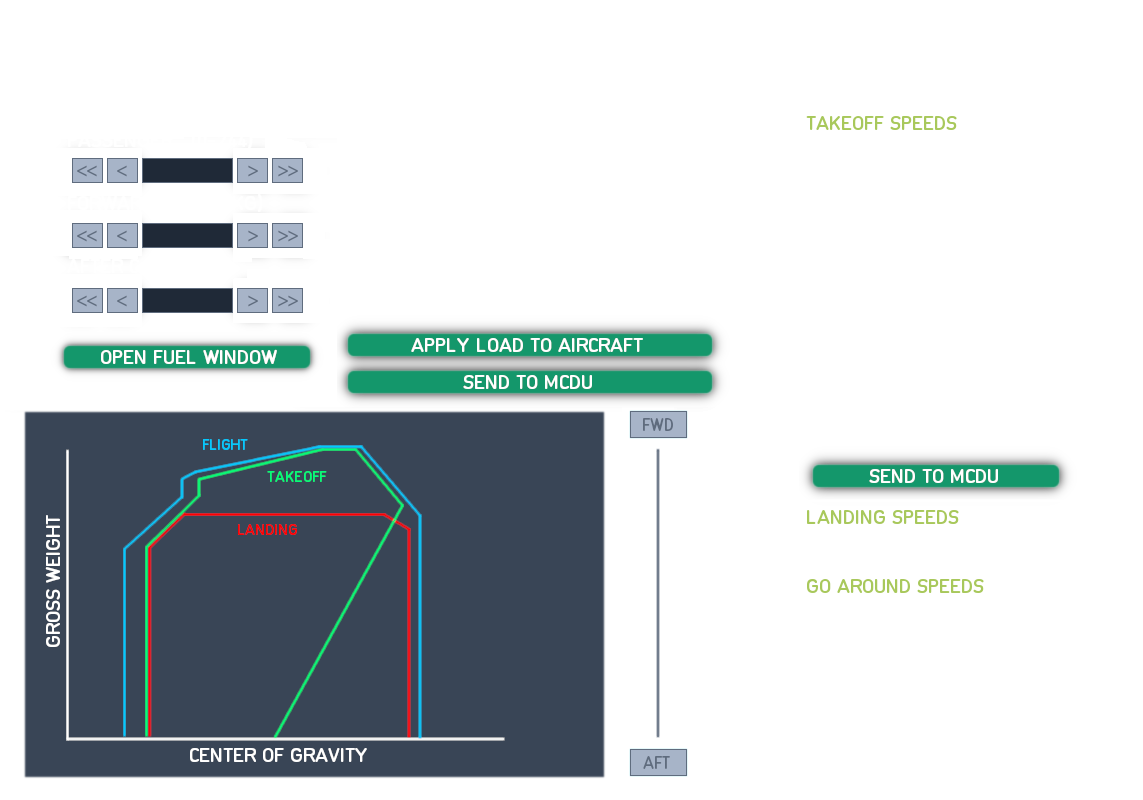 TAKEOFF SPEEDS
<< < > >>
<< < > >>
<< < > >>
APPLY LOAD TO AIRCRAFT
OPEN FUEL WINDOW
SEND TO MCDU
FWD
FLIGHT
TAKEOFF
SEND TO MCDU
LANDING SPEEDS
LANDING
GROSS WEIGHT
GO AROUND SPEEDS
CENTER OF GRAVITY
AFT